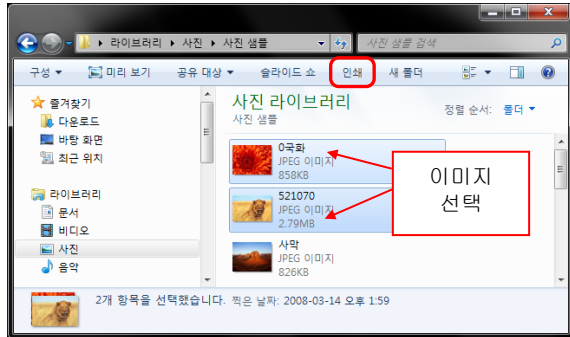 라이브러리 ▸ 사진 ▸ 사진 샘플
사진 샘플 검색
구성 미리 보기 공유 대상 슬라이드 쇼 인쇄 새 폴더
즐겨찾기
다운로드
바탕 화면
최근 위치
라이브러리
문서
비디오
사진
음악
사진 라이브러리
사진 샘플
정렬 순서: 폴더
0국화
JPEG 이미지
858KB
521070
JPEG 이미지
2.79MB
사막
JPEG 이미지
826KB
이미지
선택
2개 항목을 선택했습니다. 찍은 날짜: 2008-03-14 오후 1:59